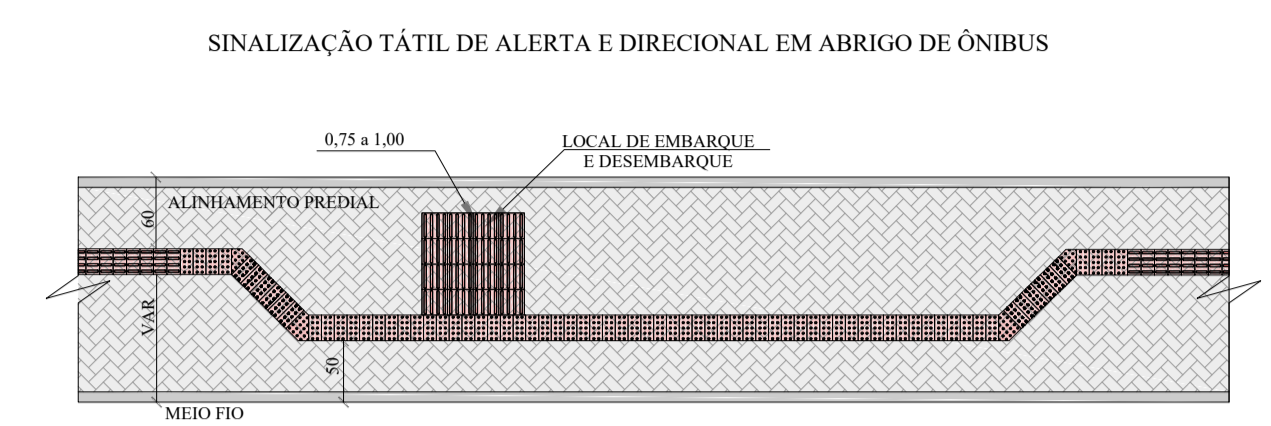 SINALIZAÇÃO TÁTIL DE ALERTA E DIRECIONAL EM ABRIGO DE ÔNIBUS
0,75 a 1,00
LOCAL DE EMBARQUE
E DESEMBARQUE
ALINHAMENTO PREDIAL
60
VAR
50
MEIO FIO